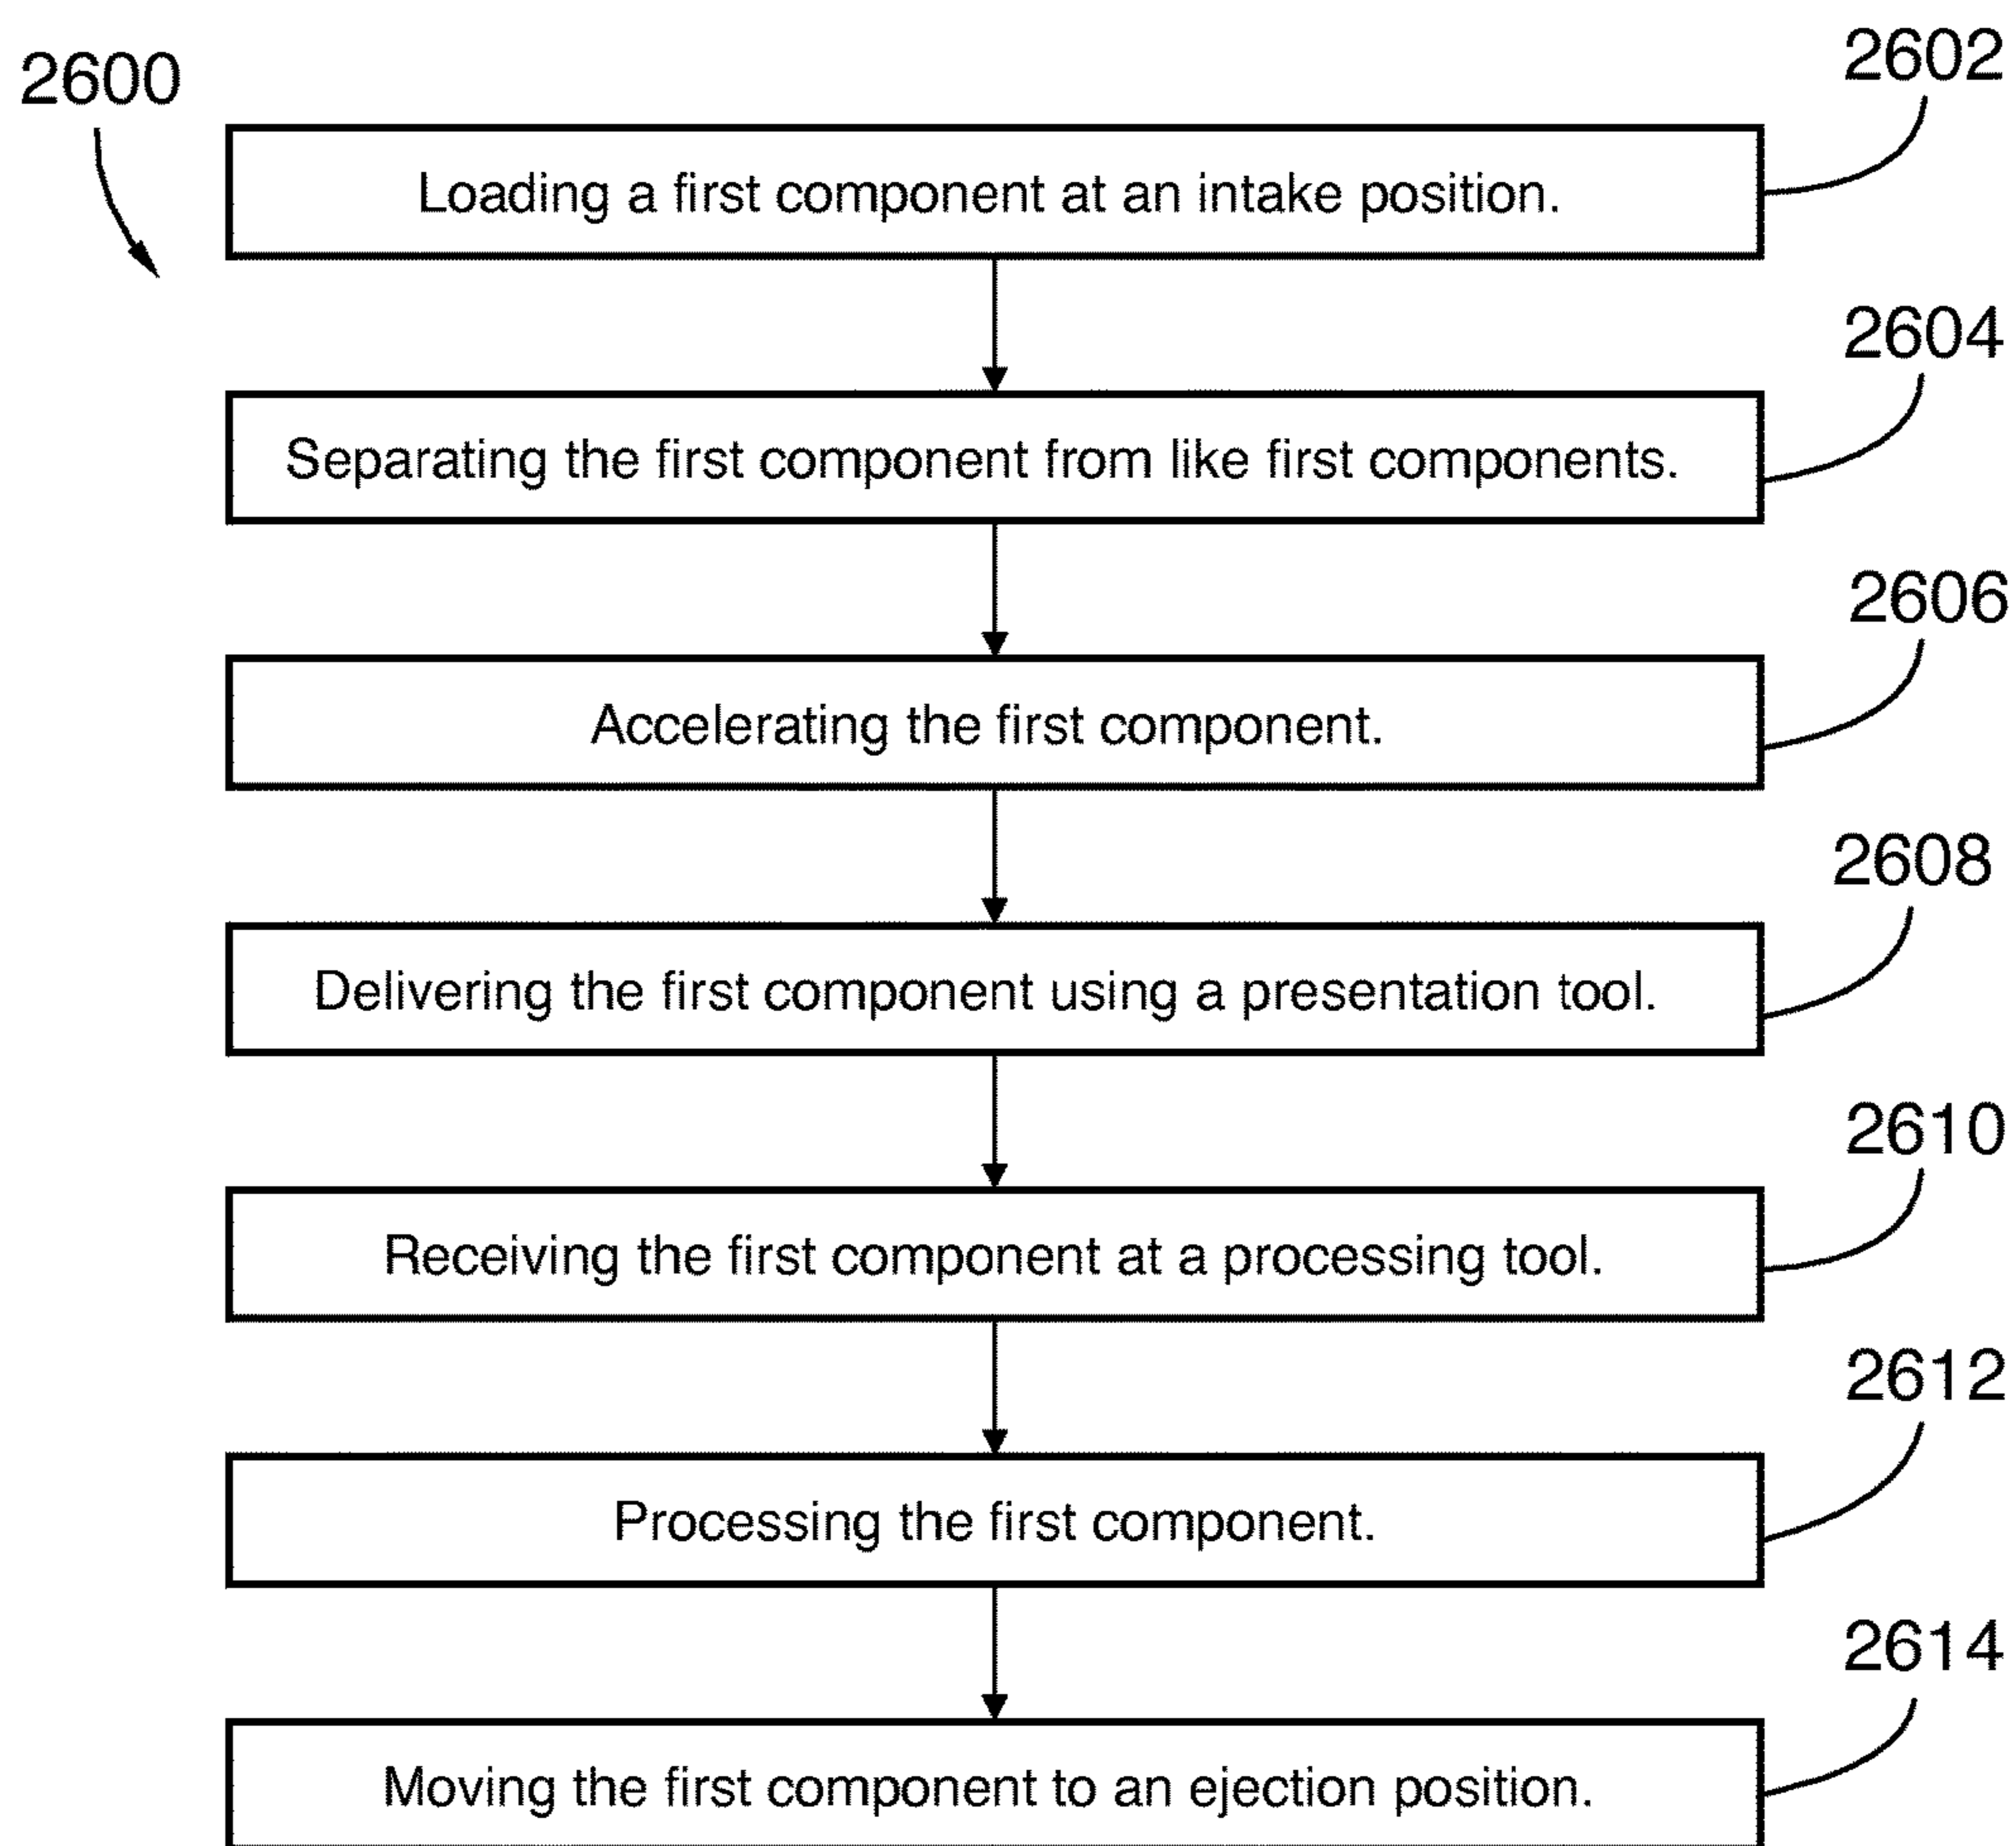 2600
2602
Loading a first component at an intake position.
2604
Separating the first component from like first components.
2606
Accelerating the first component.
2608
Delivering the first component using a presentation tool.
2610
Receiving the first component at a processing tool.
2612
Processing the first component.
2614
Moving the first component to an ejection position.